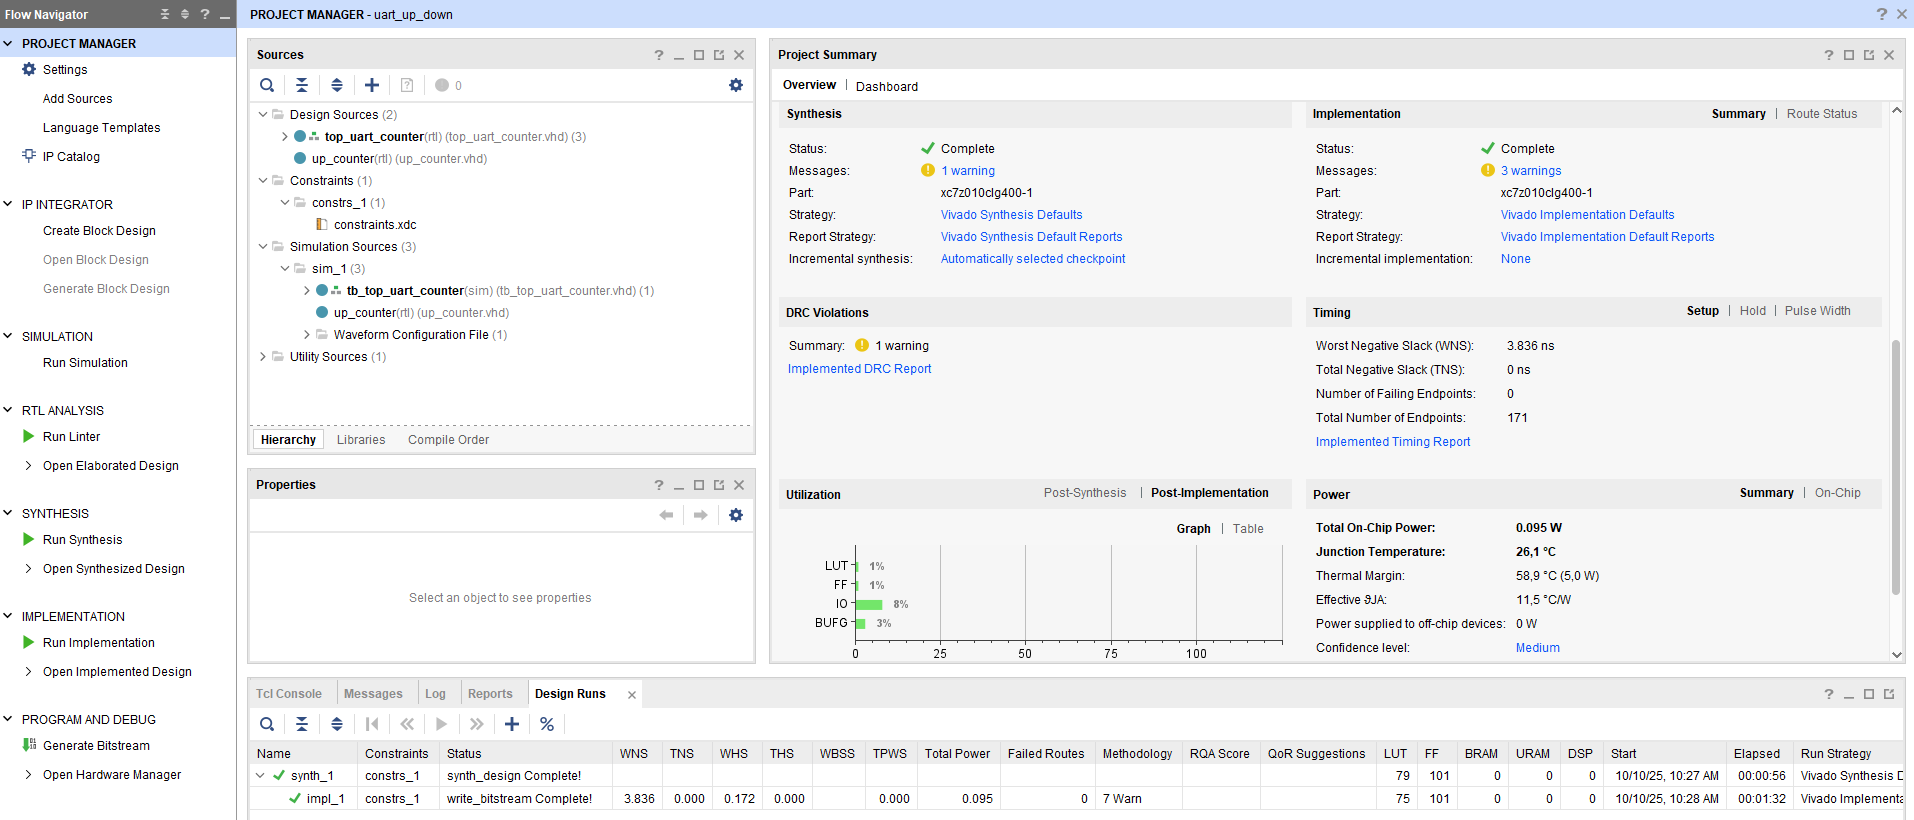 Flow Navigator
PROJECT MANAGER
Settings
Add Sources
Language Templates
IP Catalog
IP INTEGRATOR
Create Block Design
Open Block Design
Generate Block Design
SIMULATION
Run Simulation
RTL ANALYSIS
Run Linter
Open Elaborated Design
SYNTHESIS
Run Synthesis
Open Synthesized Design
IMPLEMENTATION
Run Implementation
Open Implemented Design
PROGRAM AND DEBUG
Generate Bitstream
Open Hardware Manager
PROJECT MANAGER - uart_up_down
Sources
0
Design Sources (2)
top_uart_counter(rtl) (top_uart_counter.vhd) (3)
up_counter(rtl) (up_counter.vhd)
Constraints (1)
constrs_1 (1)
constraints.xdc
Simulation Sources (3)
sim_1 (3)
tb_top_uart_counter(sim) (tb_top_uart_counter.vhd) (1)
up_counter(rtl) (up_counter.vhd)
Waveform Configuration File (1)
Utility Sources (1)
Hierarchy Libraries Compile Order
Properties
Select an object to see properties
Project Summary
Overview | Dashboard
Synthesis
Status: Complete
Messages: 1 warning
Part: xc7z010clg400-1
Strategy: Vivado Synthesis Defaults
Report Strategy: Vivado Synthesis Default Reports
Incremental synthesis: Automatically selected checkpoint
Implementation Summary | Route Status
Status: Complete
Messages: 3 warnings
Part: xc7z010clg400-1
Strategy: Vivado Implementation Defaults
Report Strategy: Vivado Implementation Default Reports
Incremental implementation: None
DRC Violations
Summary: 1 warning
Implemented DRC Report
Timing Setup | Hold | Pulse Width
Worst Negative Slack (WNS): 3.836 ns
Total Negative Slack (TNS): 0 ns
Number of Failing Endpoints: 0
Total Number of Endpoints: 171
Implemented Timing Report
Utilization Post-Synthesis | Post-Implementation
Graph | Table
LUT 1%
FF 1%
IO 8%
BUFG 3%
0 25 50 75 100
Power Summary | On-Chip
Total On-Chip Power: 0.095 W
Junction Temperature: 26,1 °C
Thermal Margin: 58,9 °C (5,0 W)
Effective ϑJA: 11,5 °C/W
Power supplied to off-chip devices: 0 W
Confidence level: Medium
Tcl Console Messages Log Reports Design Runs
Name Constraints Status WNS TNS WHS THS WBSS TPWS Total Power Failed Routes Methodology RQA Score QoR Suggestions LUT FF BRAM URAM DSP Start Elapsed Run Strategy
synth_1 constrs_1 synth_design Complete! 79 101 0 0 0 10/10/25, 10:27 AM 00:00:56 Vivado Synthesis D
impl_1 constrs_1 write_bitstream Complete! 3.836 0.000 0.172 0.000 0.000 0.095 0 7 Warn 75 101 0 0 0 10/10/25, 10:28 AM 00:01:32 Vivado Implementa